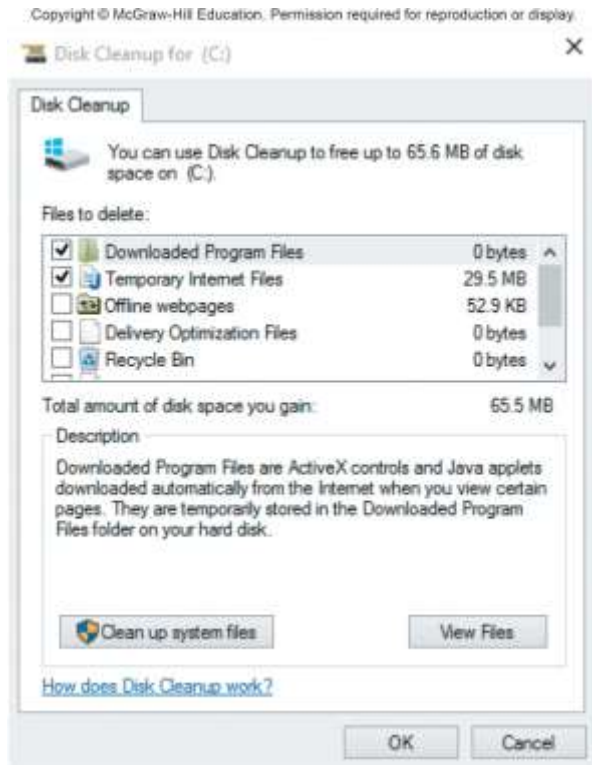 Copyright © McGraw-Hill Education. Permission required for reproduction or display.
Disk Cleanup for (C:)
Disk Cleanup
You can use Disk Cleanup to free up to 65.6 MB of disk
space on (C:).
Files to delete:
Downloaded Program Files 0 bytes
Temporary Internet Files 29.5 MB
Offline webpages 52.9 KB
Delivery Optimization Files 0 bytes
Recycle Bin 0 bytes
Total amount of disk space you gain: 65.5 MB
Description
Downloaded Program Files are ActiveX controls and Java applets
downloaded automatically from the Internet when you view certain
pages. They are temporarily stored in the Downloaded Program
Files folder on your hard disk.
Clean up system files
View Files
How does Disk Cleanup work?
OK
Cancel